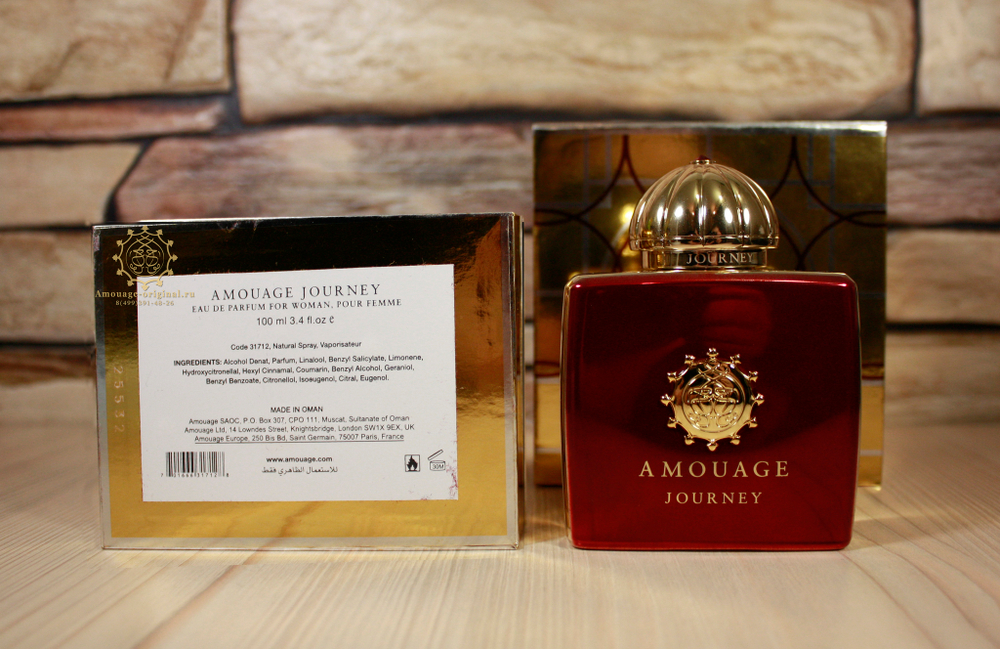 Amouage-original.ru
AMOUAGE JOURNEY
EAU DE PARFUM FOR WOMAN, POUR FEMME
100 ml 3.4 fl.oz ℮
Code 31712, Natural Spray, Vaporisateur
INGREDIENTS: Alcohol Denat, Parfum, Linalool, Benzyl Salicylate, Limonene,
Hydroxycitronellal, Hexyl Cinnamal, Coumarin, Benzyl Alcohol, Geraniol,
Benzyl Benzoate, Citronellol, Isoeugenol, Citral, Eugenol.
25532
MADE IN OMAN
Amouage SAOC, P.O. Box 307, CPO 111, Muscat, Sultanate of Oman
Amouage Ltd, 14 Lowndes Street, Knightsbridge, London SW1X 9EX, UK
Amouage Europe, 250 Bis Bd, Saint Germain, 75007 Paris, France
www.amouage.com
للاستعمال الظاهري فقط
30M
JOURNEY
AMOUAGE
JOURNEY